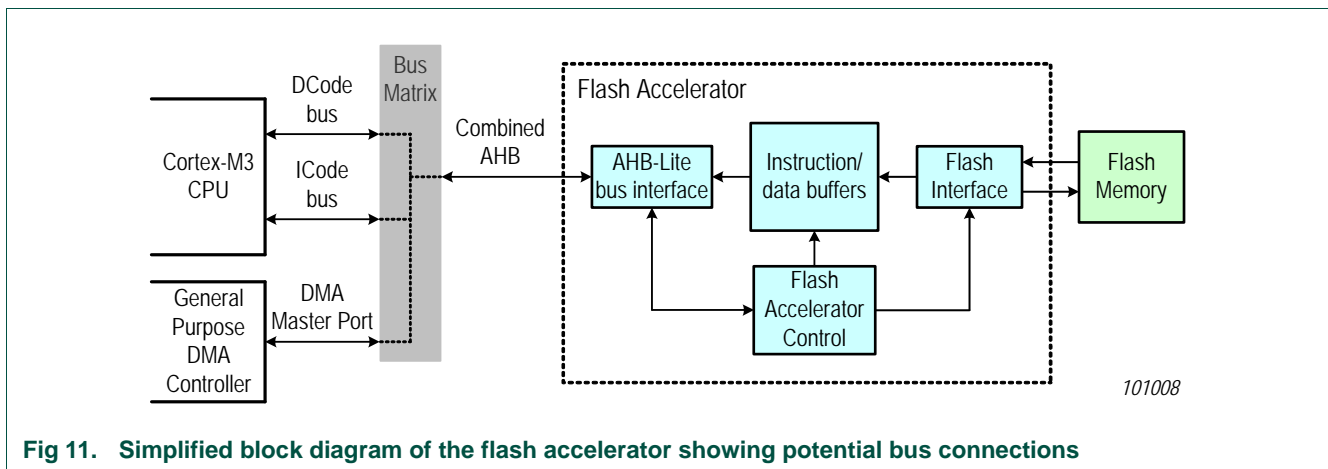 Cortex-M3
CPU
DCode
bus
ICode
bus
General
Purpose
DMA
Controller
DMA
Master Port
Bus
Matrix
Combined
AHB
Flash Accelerator
AHB-Lite
bus interface
Instruction/
data buffers
Flash
Interface
Flash
Accelerator
Control
Flash
Memory
101008
Fig 11. Simplified block diagram of the flash accelerator showing potential bus connections